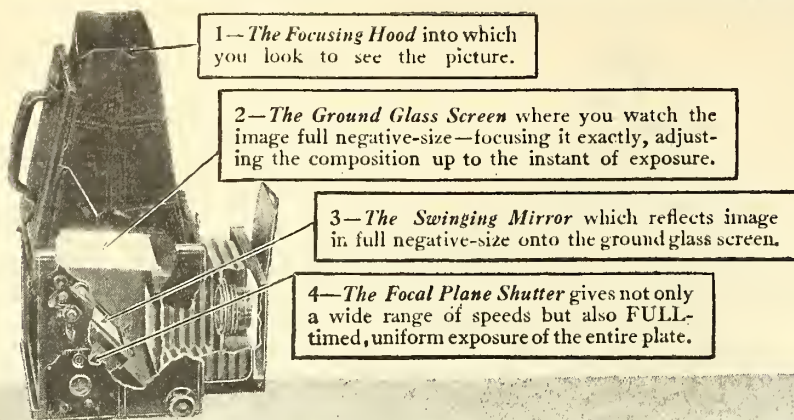 1—The Focusing Hood into which
you look to see the picture.
2—The Ground Glass Screen where you watch the
image full negative-size—focusing it exactly, adjust-
ing the composition up to the instant of exposure.
3—The Swinging Mirror which reflects image
in full negative-size onto the ground glass screen.
4—The Focal Plane Shutter gives not only
a wide range of speeds but also FULL-
timed, uniform exposure of the entire plate.